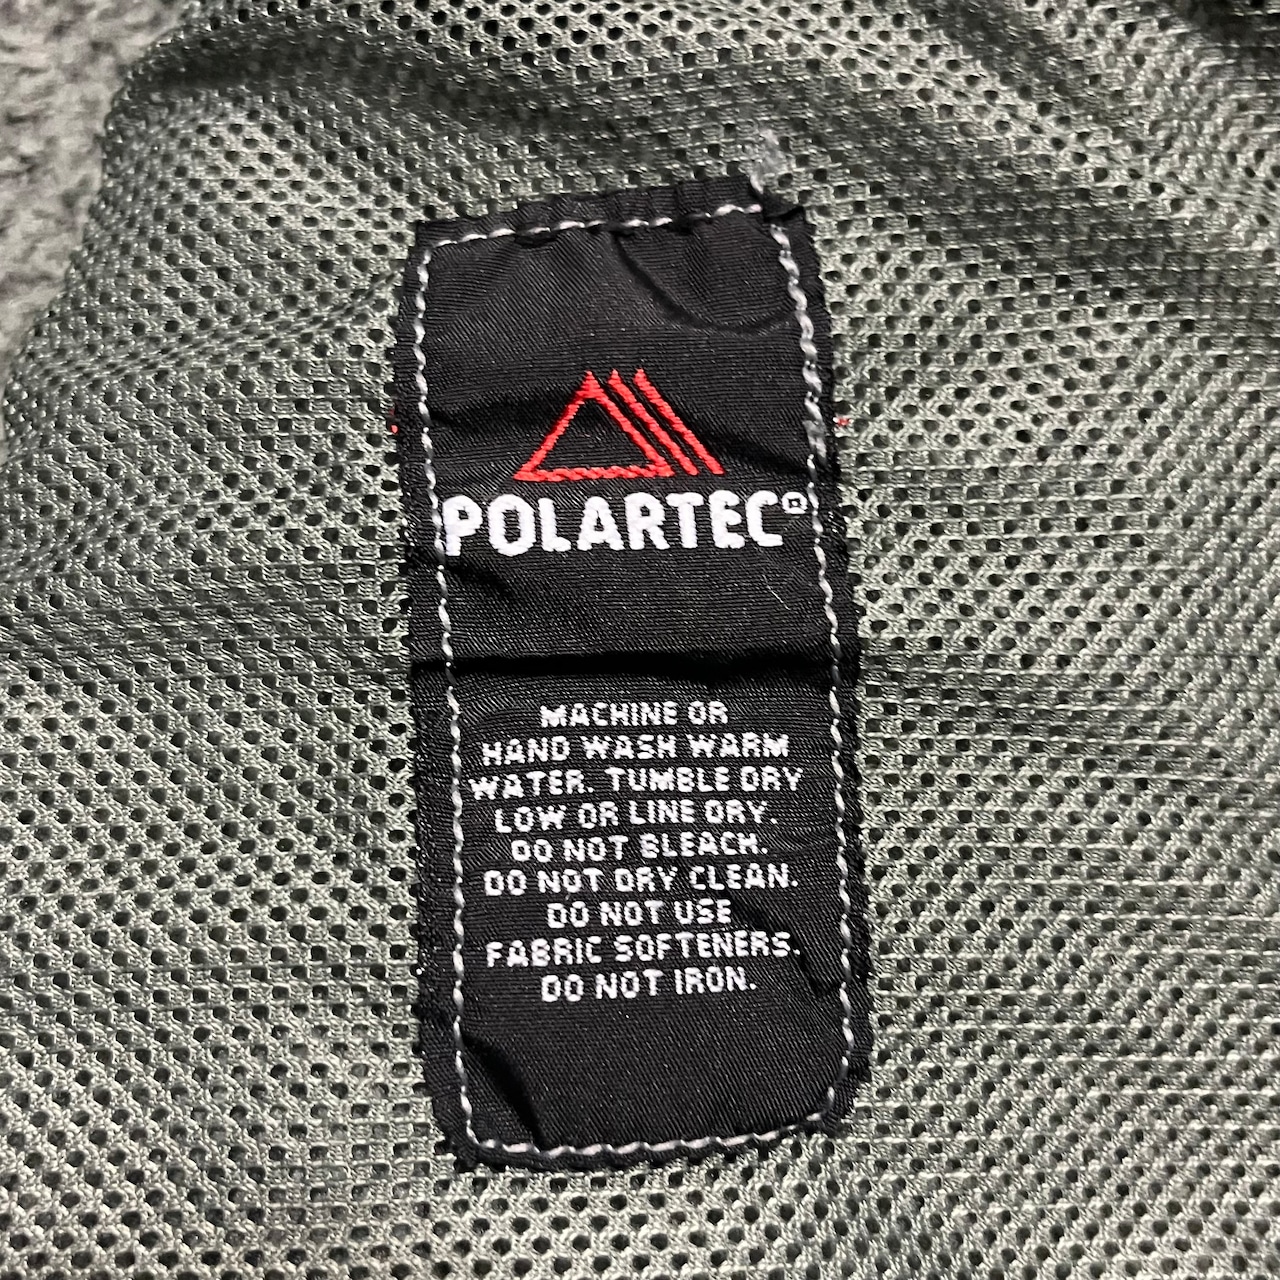 POLARTEC®
MACHINE OR
HAND WASH WARM
WATER. TUMBLE DRY
LOW OR LINE DRY.
DO NOT BLEACH.
DO NOT DRY CLEAN.
DO NOT USE
FABRIC SOFTENERS.
DO NOT IRON.